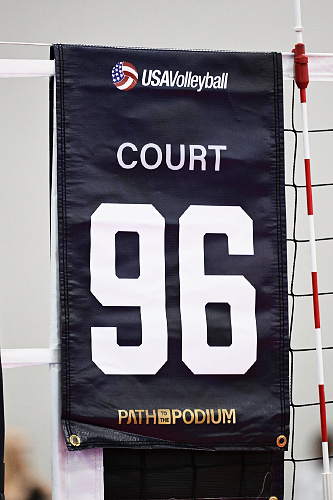 USAVolleyball
COURT
96
PATH TO THE PODIUM